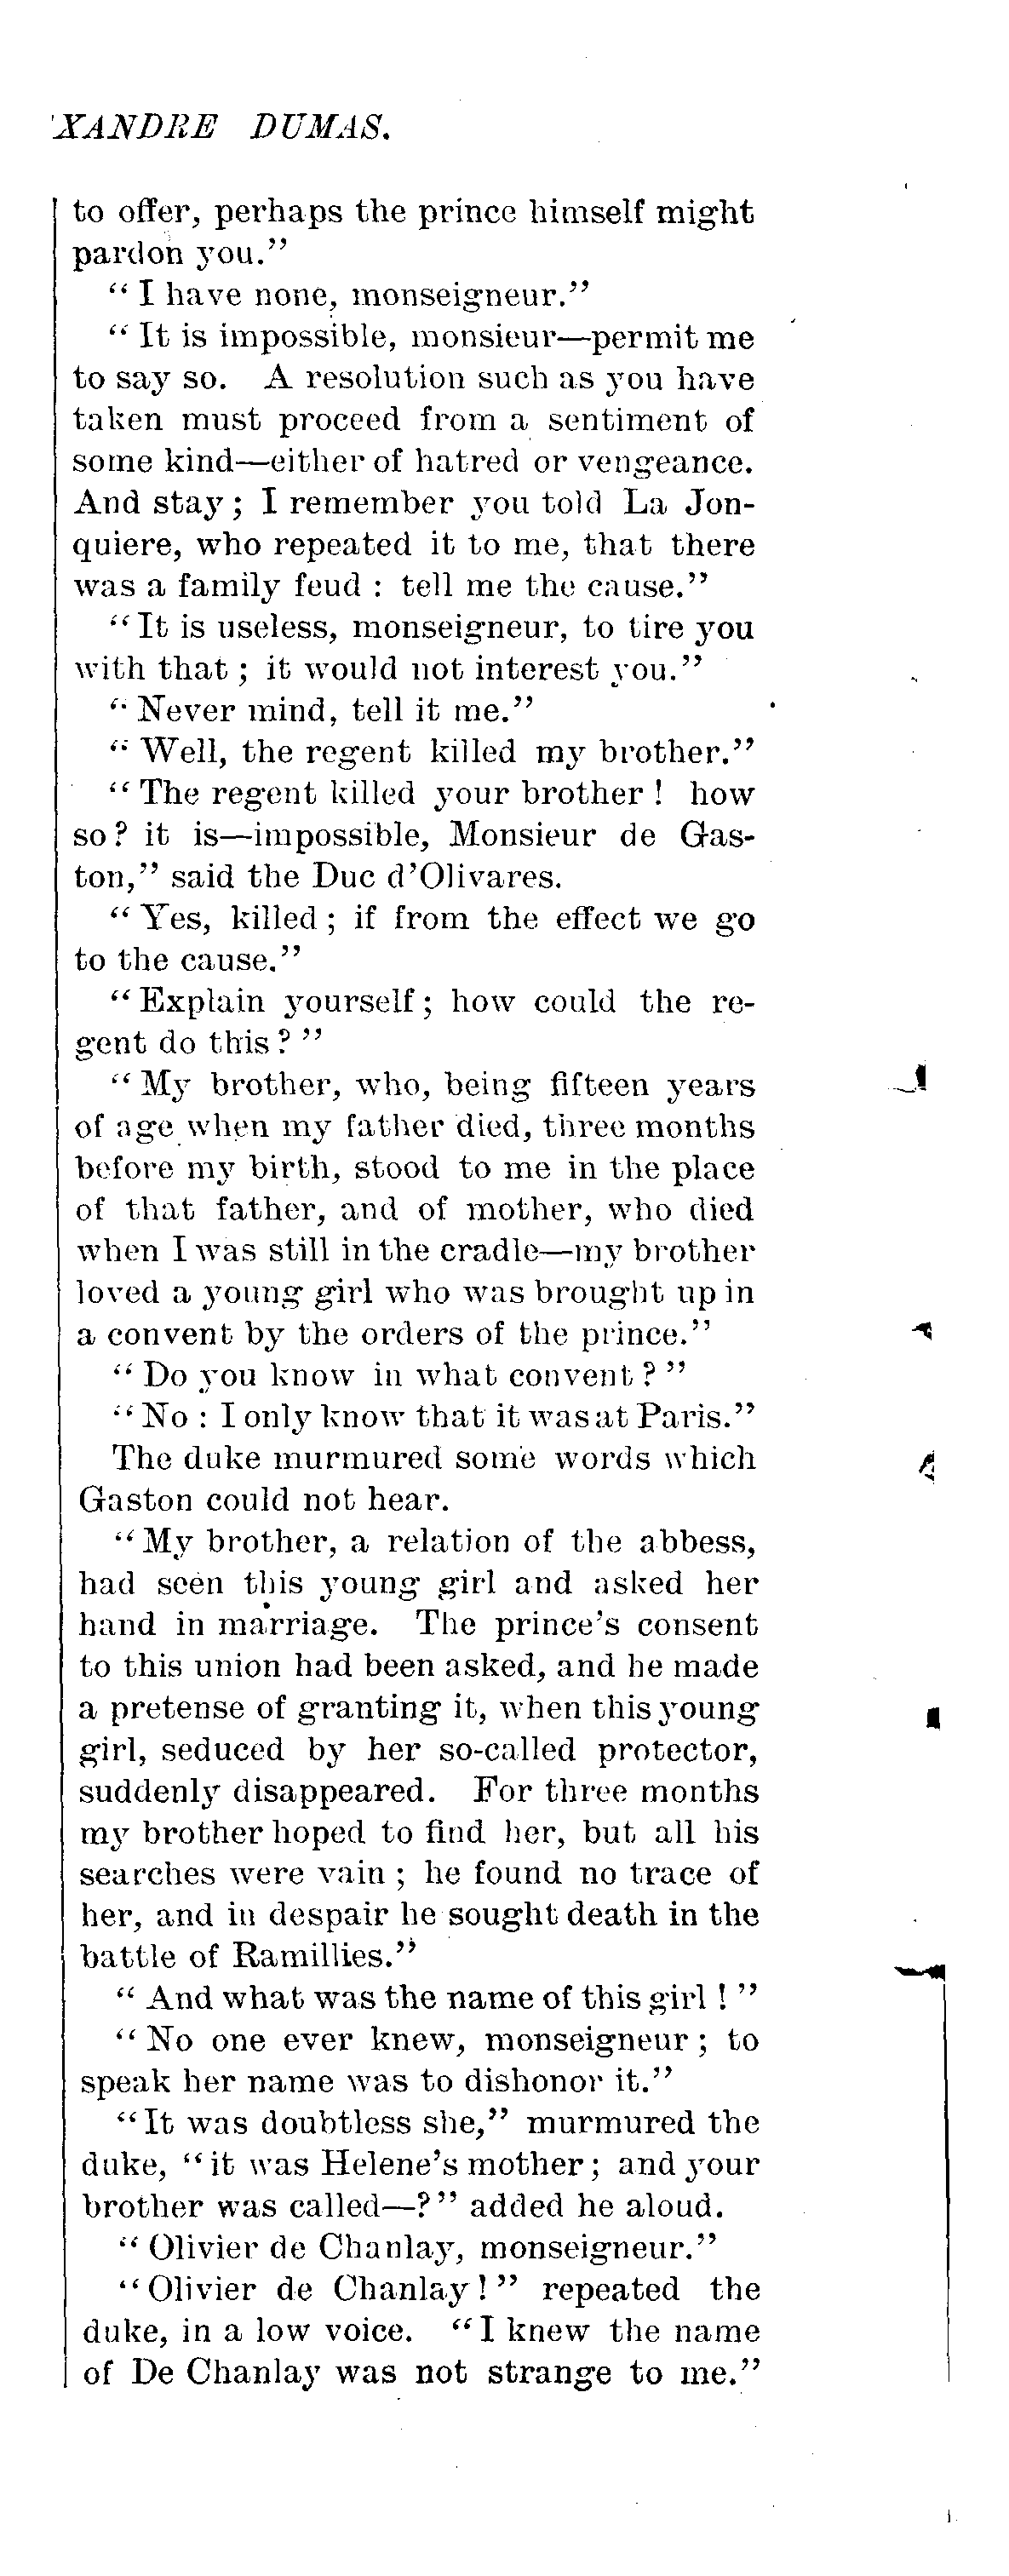 'XANDRE DUMAS.
to offer, perhaps the prince himself might
pardon you."
"I have none, monseigneur."
"It is impossible, monsieur—permit me
to say so. A resolution such as you have
taken must proceed from a sentiment of
some kind—either of hatred or vengeance.
And stay; I remember you told La Jon-
quiere, who repeated it to me, that there
was a family feud: tell me the cause."
"It is useless, monseigneur, to tire you
with that; it would not interest you."
"Never mind, tell it me."
"Well, the regent killed my brother."
"The regent killed your brother! how
so? it is—impossible, Monsieur de Gas-
ton," said the Duc d'Olivares.
"Yes, killed; if from the effect we go
to the cause."
"Explain yourself; how could the re-
gent do this?"
"My brother, who, being fifteen years
of age when my father died, three months
before my birth, stood to me in the place
of that father, and of mother, who died
when I was still in the cradle—my brother
loved a young girl who was brought up in
a convent by the orders of the prince."
"Do you know in what convent?"
"No: I only know that it was at Paris."
The duke murmured some words which
Gaston could not hear.
"My brother, a relation of the abbess,
had seen this young girl and asked her
hand in marriage. The prince's consent
to this union had been asked, and he made
a pretense of granting it, when this young
girl, seduced by her so-called protector,
suddenly disappeared. For three months
my brother hoped to find her, but all his
searches were vain; he found no trace of
her, and in despair he sought death in the
battle of Ramillies."
"And what was the name of this girl!"
"No one ever knew, monseigneur; to
speak her name was to dishonor it."
"It was doubtless she," murmured the
duke, "it was Helene's mother; and your
brother was called—?" added he aloud.
"Olivier de Chanlay, monseigneur."
"Olivier de Chanlay!" repeated the
duke, in a low voice. "I knew the name
of De Chanlay was not strange to me."